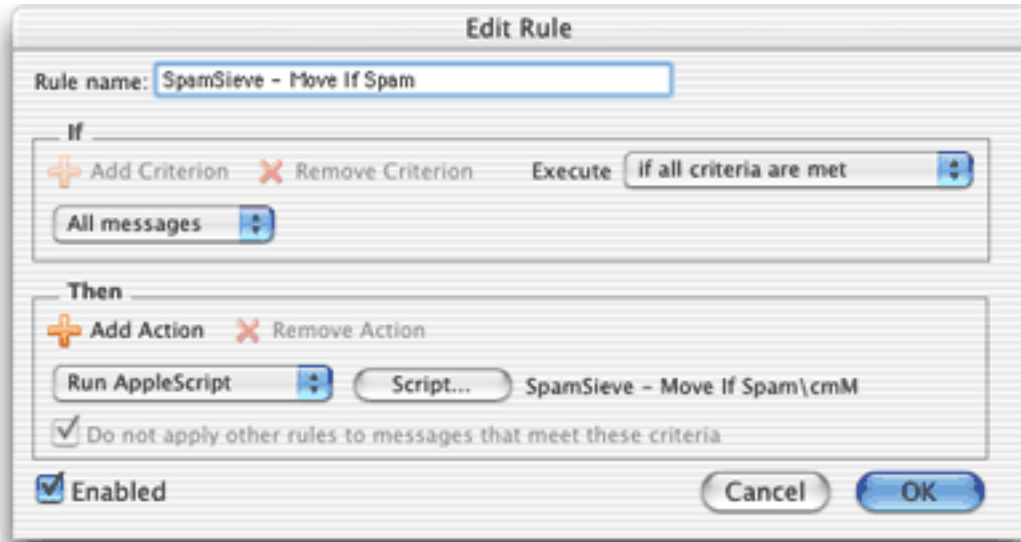 Edit Rule
Rule name: SpamSieve - Move If Spam
If
Add Criterion Remove Criterion Execute if all criteria are met
All messages
Then
Add Action Remove Action
Run AppleScript Script... SpamSieve - Move If Spam\cmM
Do not apply other rules to messages that meet these criteria
Enabled Cancel OK